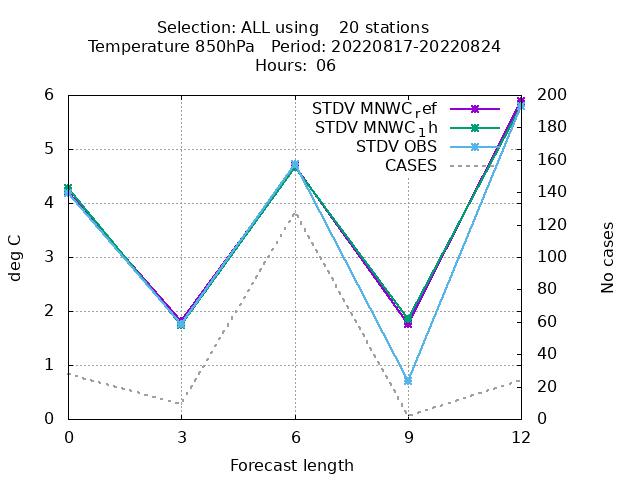 Selection: ALL using    20 stations
Temperature 850hPa   Period: 20220817-20220824
Hours:  06
STDV MNWC_ref
STDV MNWC_1h
STDV OBS
CASES
6
5
4
3
2
1
0
deg C
200
180
160
140
120
100
80
60
40
20
0
No cases
0 3 6 9 12
Forecast length